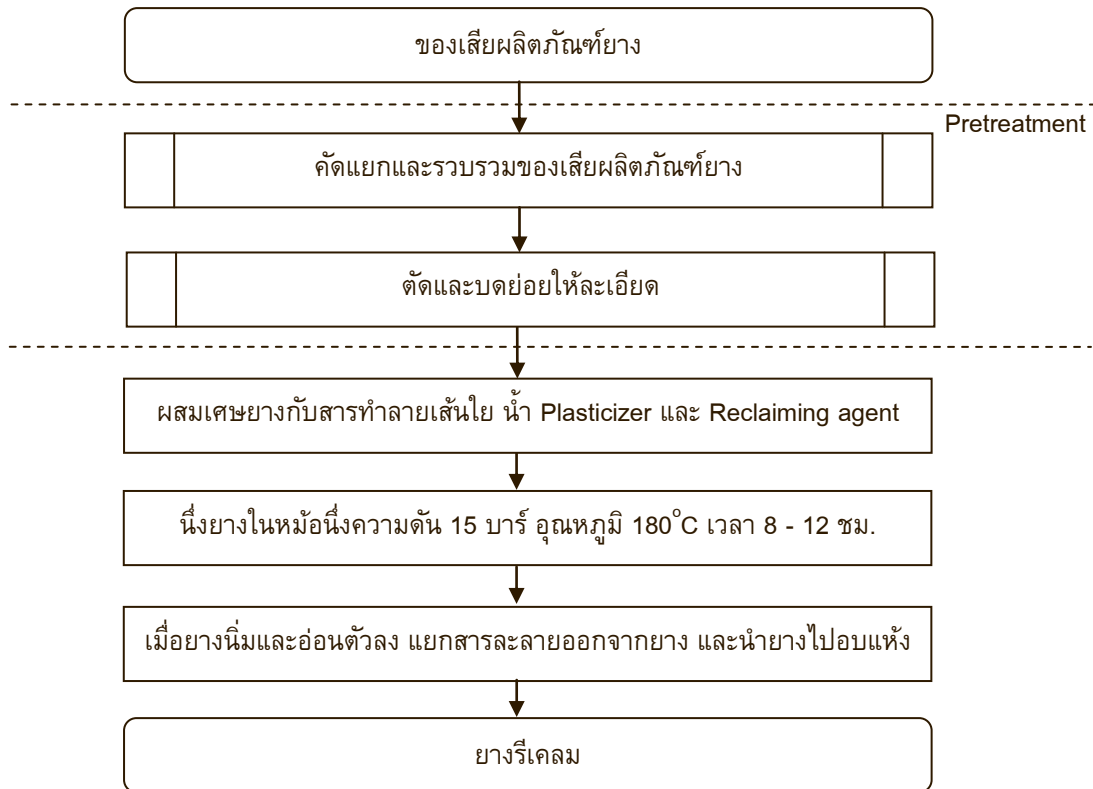 ของเสียผลิตภัณฑ์ยาง
Pretreatment
คัดแยกและรวบรวมของเสียผลิตภัณฑ์ยาง
ตัดและบดย่อยให้ละเอียด
ผสมเศษยางกับสารทำลายเส้นใย น้ำ Plasticizer และ Reclaiming agent
นึ่งยางในหม้อนึ่งความดัน 15 บาร์ อุณหภูมิ 180°C เวลา 8 - 12 ชม.
เมื่อยางนิ่มและอ่อนตัวลง แยกสารละลายออกจากยาง และนำยางไปอบแห้ง
ยางรีเคลม